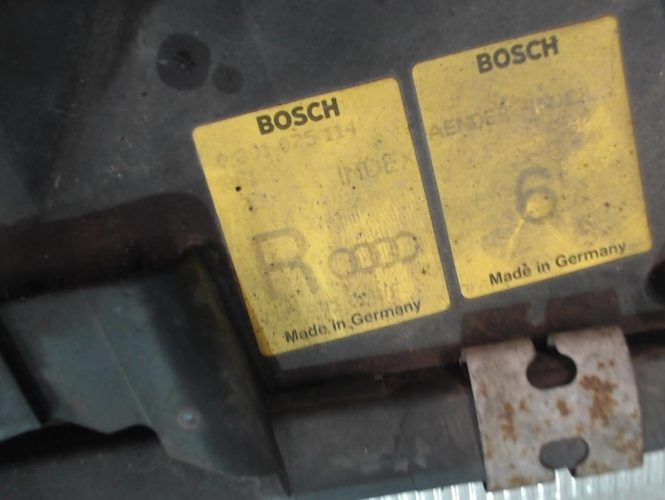 BOSCH
INDEX
R
Made in Germany
BOSCH
6
Made in Germany